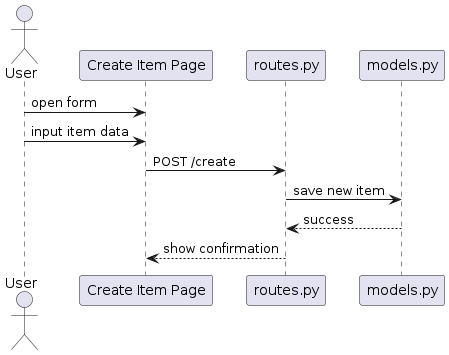 User
Create Item Page
routes.py
models.py
open form
input item data
POST /create
save new item
success
show confirmation
User
Create Item Page
routes.py
models.py